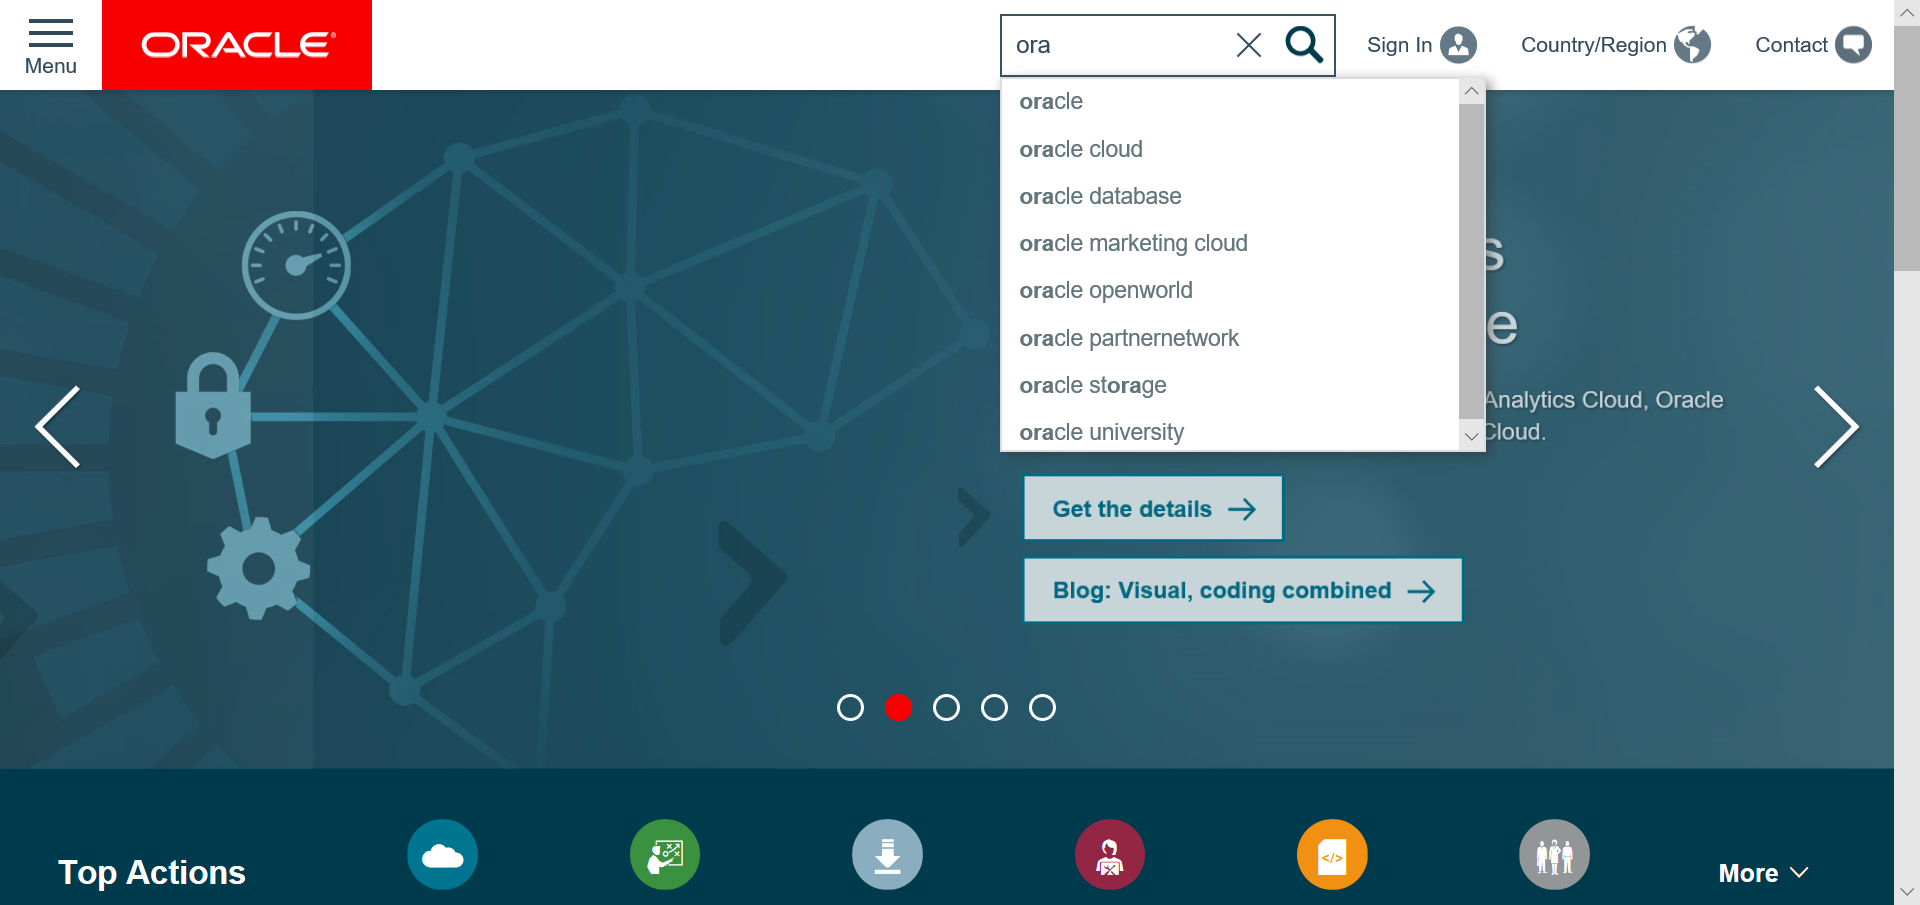 Menu
ORACLE®
ora
Sign In
Country/Region
Contact
oracle
oracle cloud
oracle database
oracle marketing cloud
oracle openworld
oracle partnernetwork
oracle storage
oracle university
s
e
Analytics Cloud, Oracle
Cloud.
Get the details
Blog: Visual, coding combined
Top Actions
</>
More